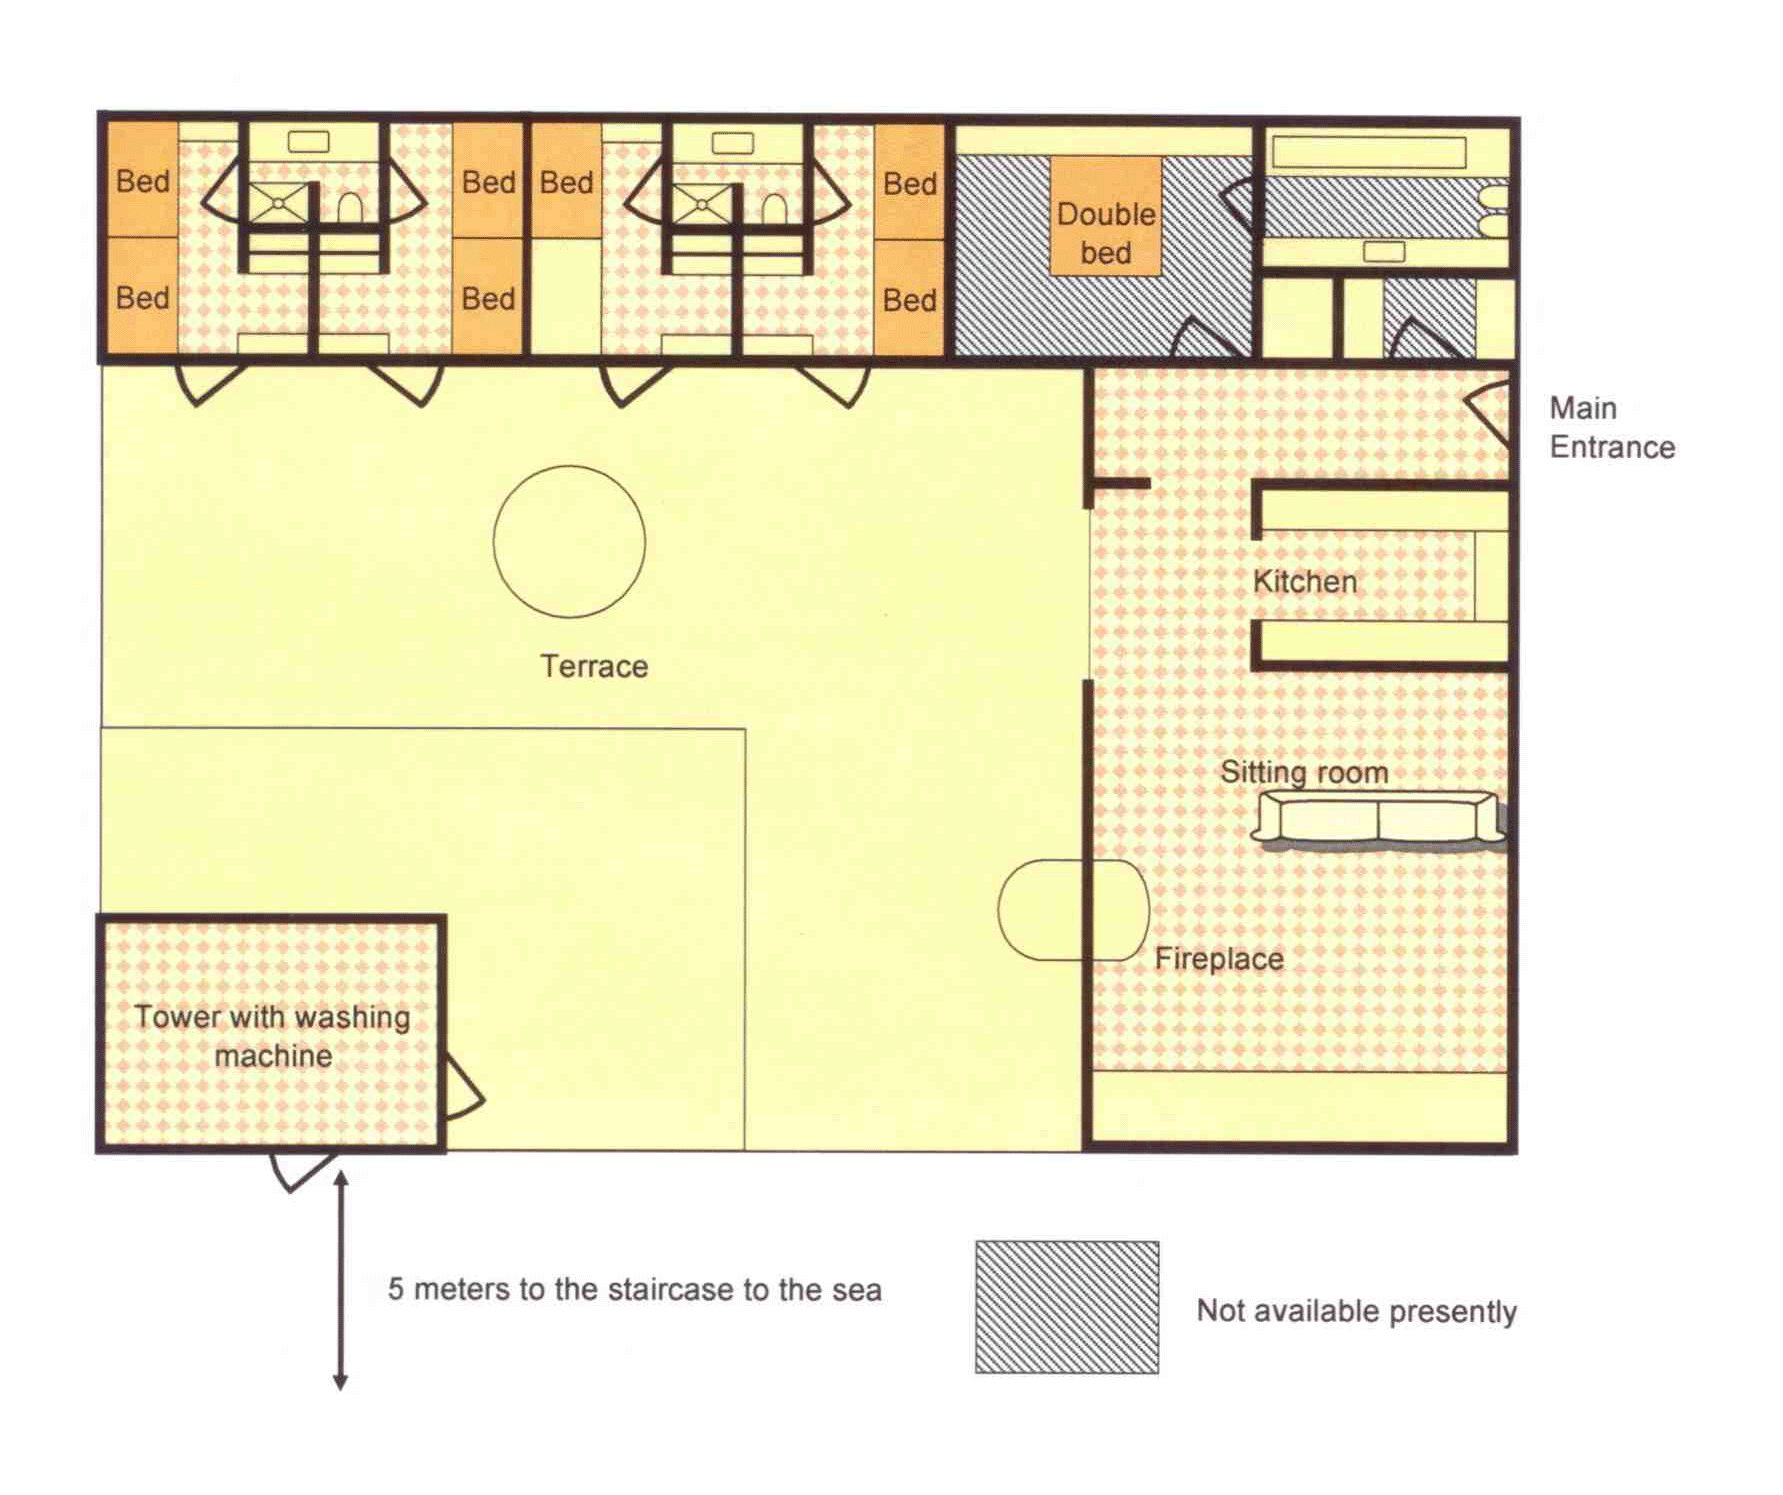 Bed
Bed
Bed
Bed
Double
bed
Bed
Bed
Bed
Main
Entrance
Kitchen
Terrace
Sitting room
Fireplace
Tower with washing
machine
5 meters to the staircase to the sea
Not available presently